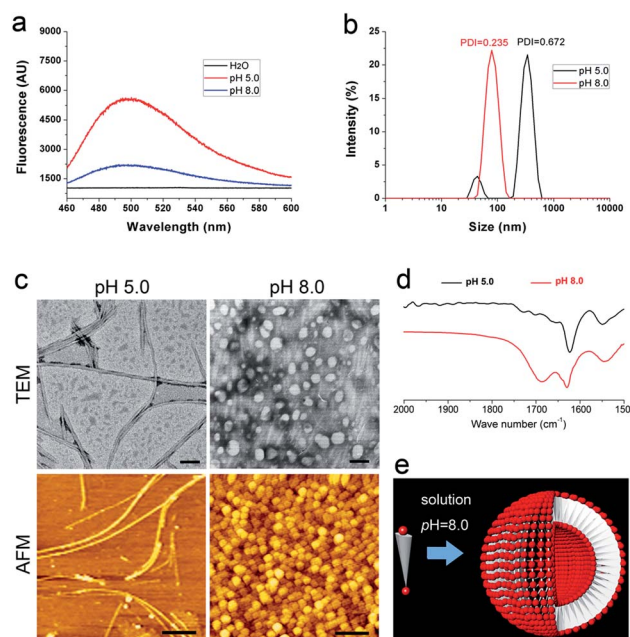 a
Fluorescence (AU)
9000
7500
6000
4500
3000
1500
H₂O
pH 5.0
pH 8.0
460 480 500 520 540 560 580 600
Wavelength (nm)
b
Intensity (%)
25
20
15
10
5
0
PDI=0.235 PDI=0.672
pH 5.0
pH 8.0
1 10 100 1000 10000
Size (nm)
c
pH 5.0 pH 8.0
TEM
AFM
d
pH 5.0 pH 8.0
2000 1900 1800 1700 1600 150
Wave number (cm⁻¹)
e
solution
pH=8.0